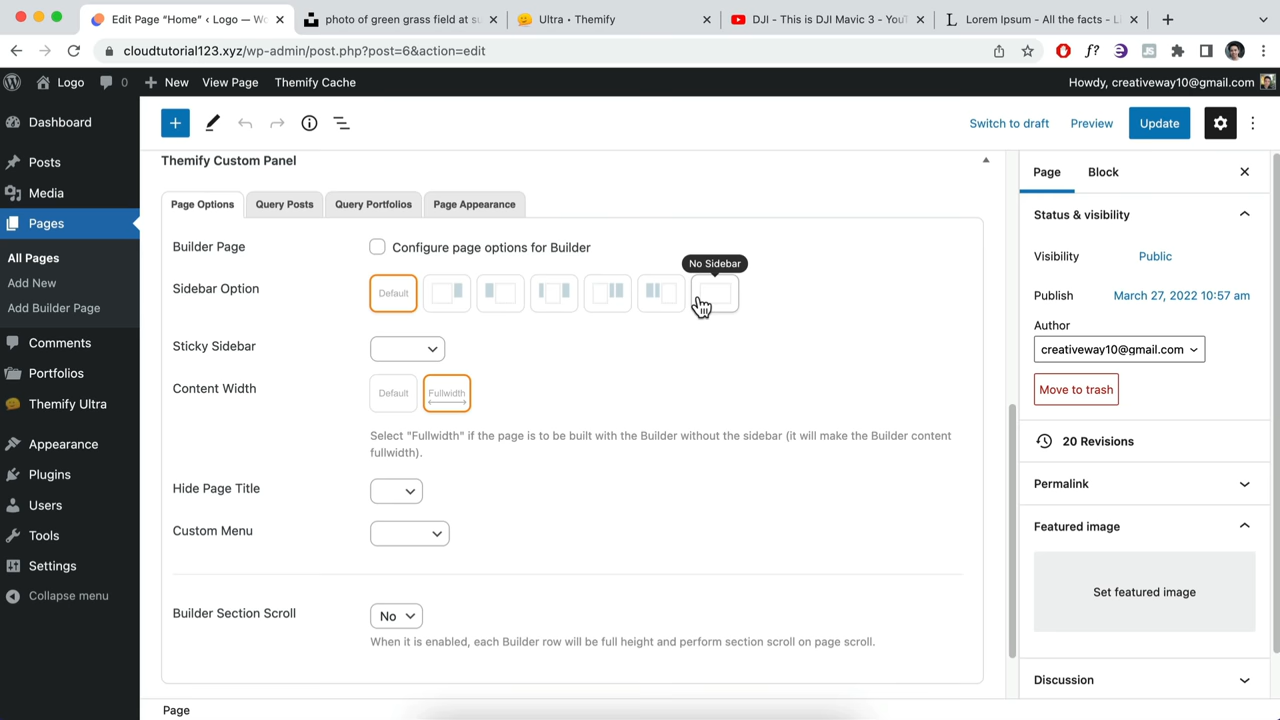 Edit Page “Home” ‹ Logo — Wo
photo of green grass field at su
Ultra • Themify
DJI - This is DJI Mavic 3 - YouT
Lorem Ipsum - All the facts - Li
cloudtutorial123.xyz/wp-admin/post.php?post=6&action=edit
Logo
0
New
View Page
Themify Cache
Howdy, creativeway10@gmail.com
Dashboard
Posts
Media
Pages
All Pages
Add New
Add Builder Page
Comments
Portfolios
Themify Ultra
Appearance
Plugins
Users
Tools
Settings
Collapse menu
Switch to draft
Preview
Update
Themify Custom Panel
Page Options
Query Posts
Query Portfolios
Page Appearance
Builder Page
Configure page options for Builder
No Sidebar
Sidebar Option
Default
Sticky Sidebar
Content Width
Default
Fullwidth
Select "Fullwidth" if the page is to be built with the Builder without the sidebar (it will make the Builder content
fullwidth).
Hide Page Title
Custom Menu
Builder Section Scroll
No
When it is enabled, each Builder row will be full height and perform section scroll on page scroll.
Page
Page
Block
Status & visibility
Visibility
Public
Publish
March 27, 2022 10:57 am
Author
creativeway10@gmail.com
Move to trash
20 Revisions
Permalink
Featured image
Set featured image
Discussion